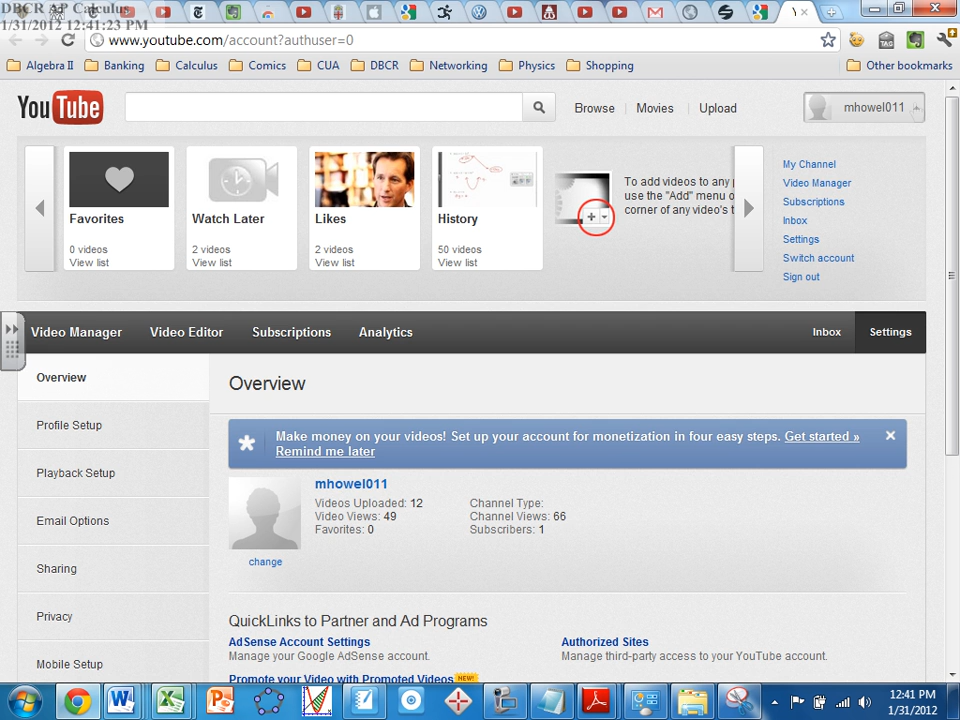 DBCR AP Calculus
1/31/2012 12:41:23 PM
www.youtube.com/account?authuser=0
Algebra II Banking Calculus Comics CUA DBCR Networking Physics Shopping Other bookmarks
YouTube Browse Movies Upload mhowel011
Favorites
0 videos
View list
Watch Later
2 videos
View list
Likes
2 videos
View list
History
50 videos
View list
To add videos to any
use the "Add" menu
corner of any video's
My Channel
Video Manager
Subscriptions
Inbox
Settings
Switch account
Sign out
Video Manager Video Editor Subscriptions Analytics Inbox Settings
Overview
Profile Setup
Playback Setup
Email Options
Sharing
Privacy
Mobile Setup
Overview
Make money on your videos! Set up your account for monetization in four easy steps. Get started »
Remind me later
mhowel011
Videos Uploaded: 12 Channel Type:
Video Views: 49 Channel Views: 66
Favorites: 0 Subscribers: 1
change
QuickLinks to Partner and Ad Programs
AdSense Account Settings Authorized Sites
Manage your Google AdSense account. Manage third-party access to your YouTube account.
Promote your Video with Promoted Videos NEW!
12:41 PM
1/31/2012